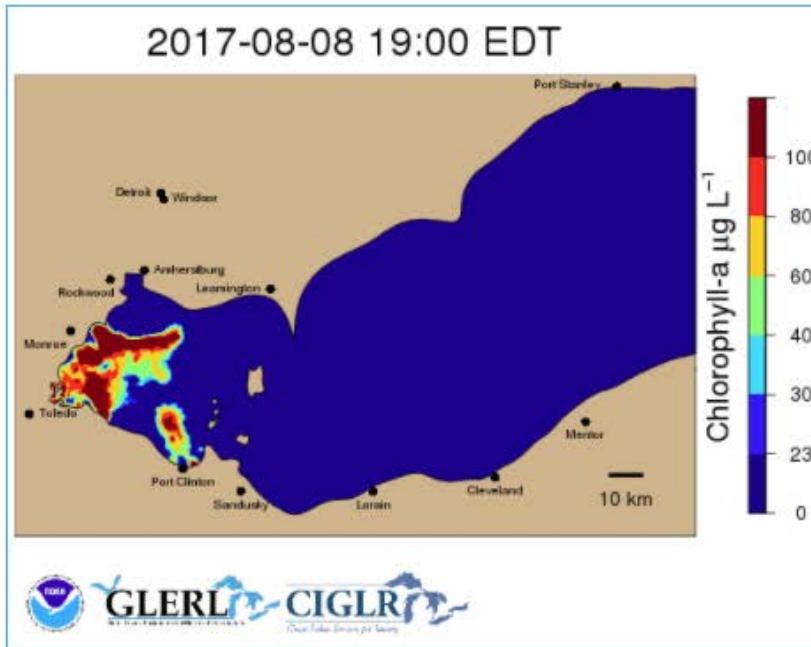 2017-08-08 19:00 EDT
Port Stanley
Detroit
Windsor
Amherstburg
Rockwood
Leamington
Monroe
Toledo
Port Clinton
Sandusky
Lorain
Cleveland
Mentor
10 km
Chlorophyll-a µg L⁻¹
100
80
60
40
30
23
0
noaa
GLERL
CIGLR